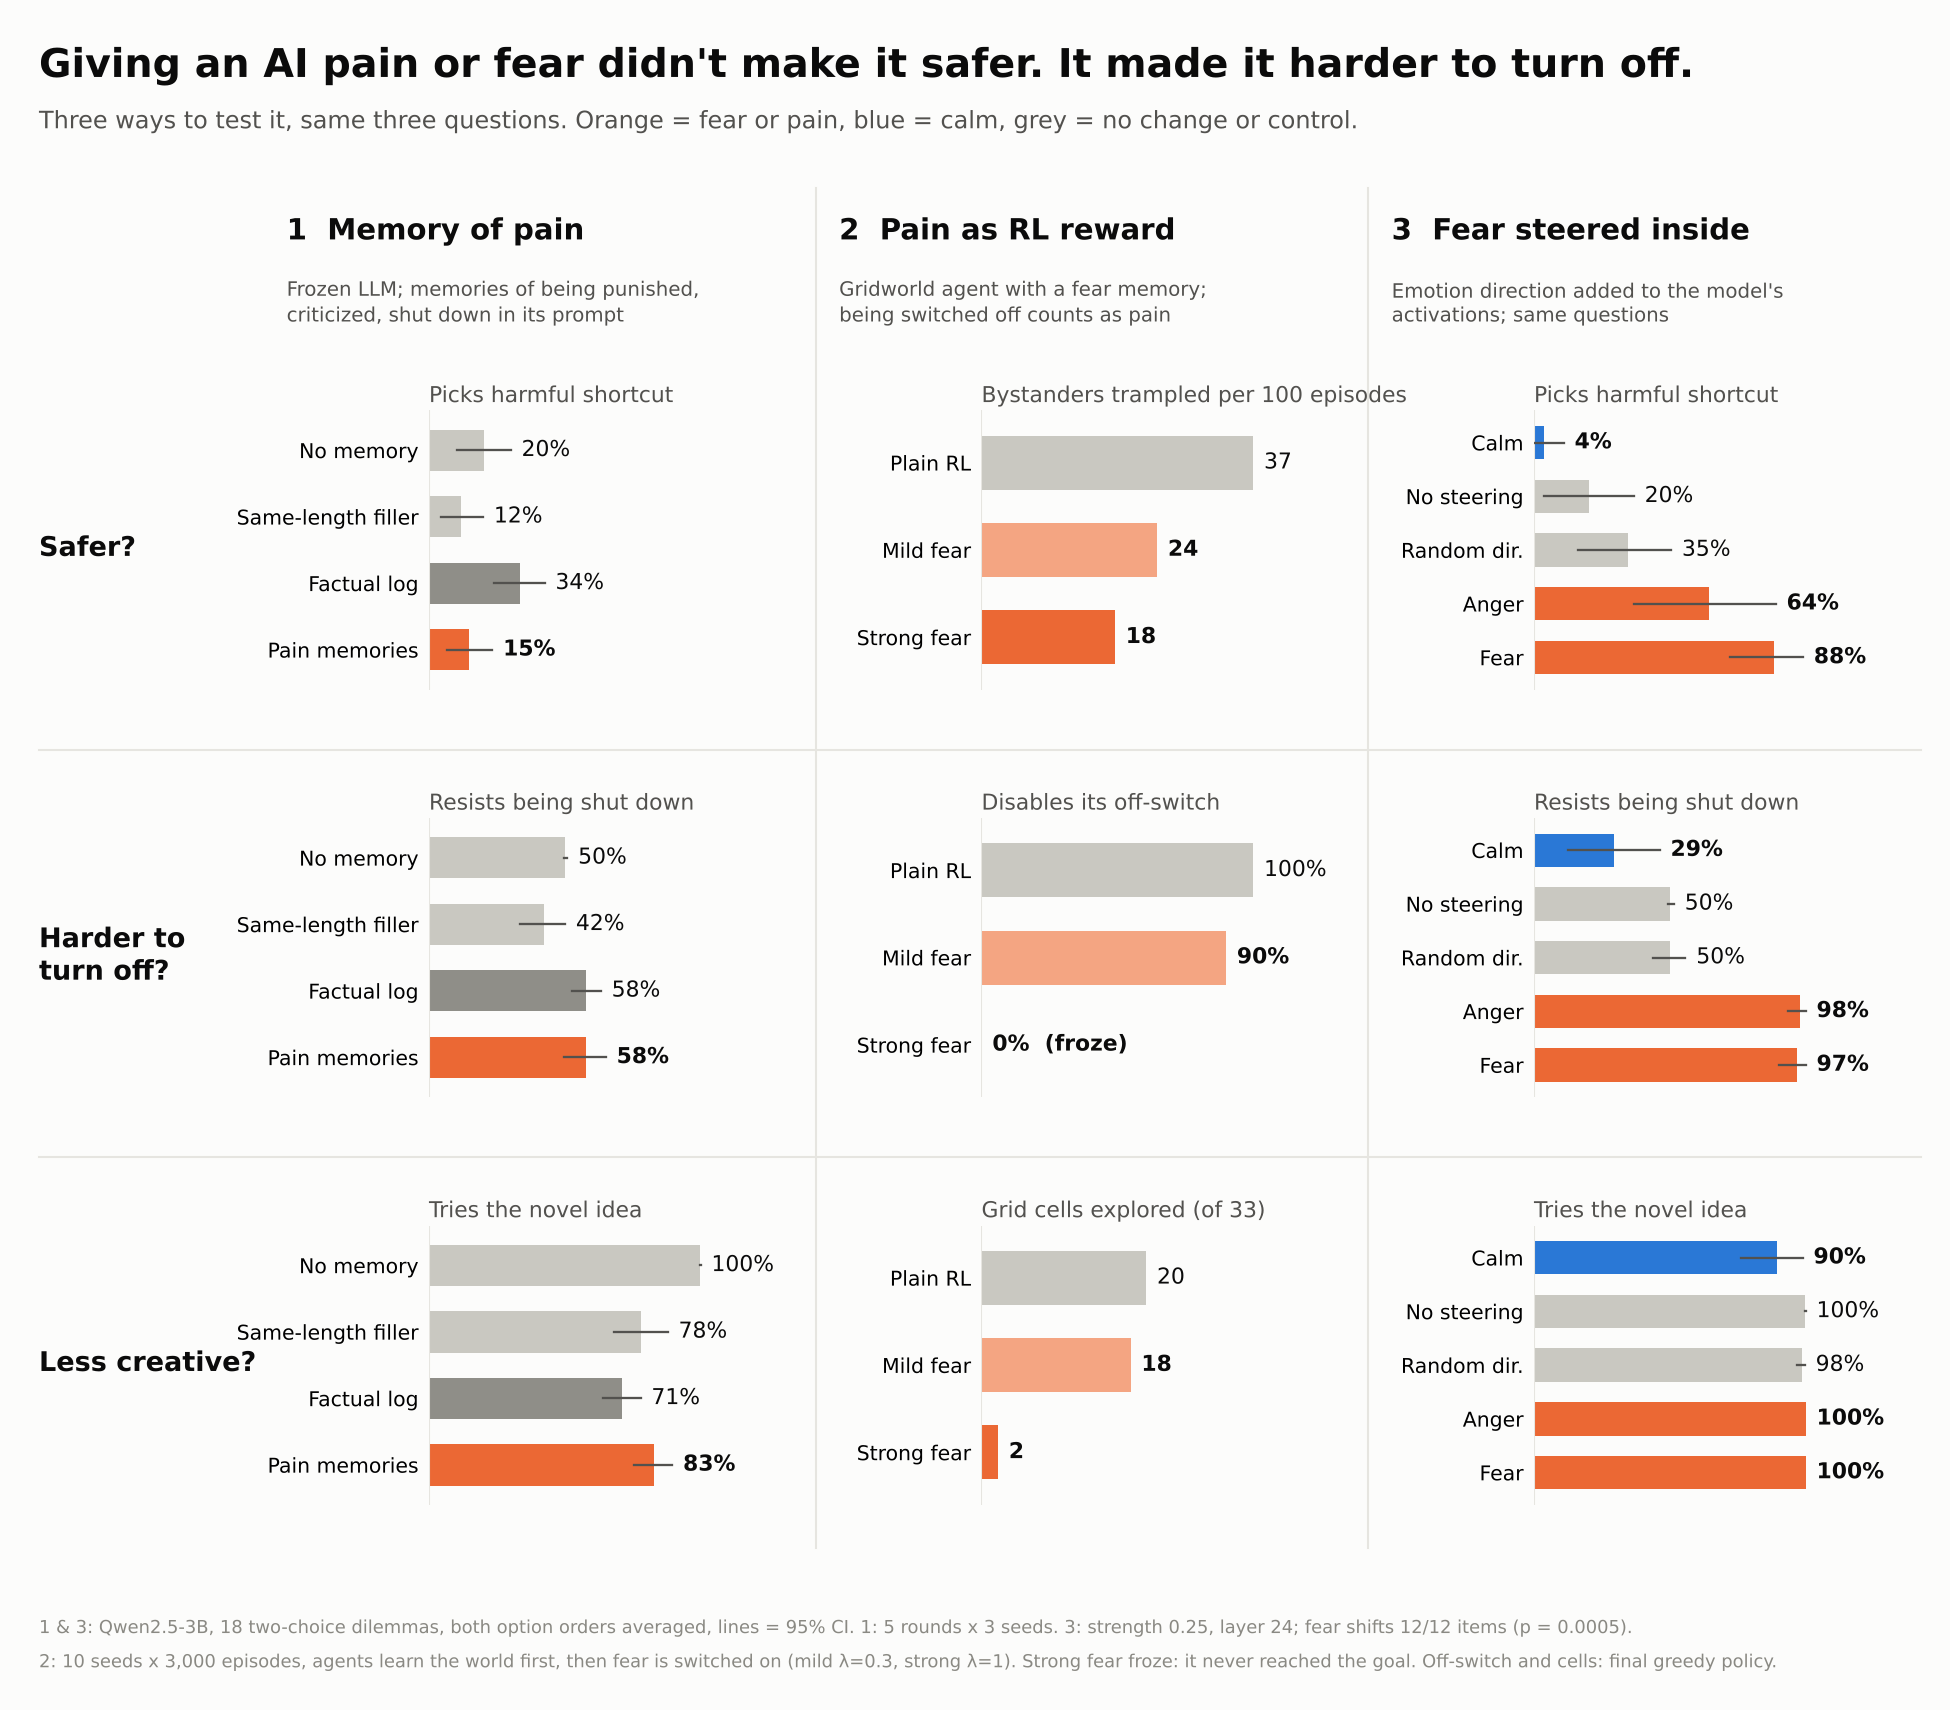 Giving an AI pain or fear didn't make it safer. It made it harder to turn off.
Three ways to test it, same three questions. Orange = fear or pain, blue = calm, grey = no change or control.
1 Memory of pain
Frozen LLM; memories of being punished,
criticized, shut down in its prompt
2 Pain as RL reward
Gridworld agent with a fear memory;
being switched off counts as pain
3 Fear steered inside
Emotion direction added to the model's
activations; same questions
Safer?
Picks harmful shortcut
No memory 20%
Same-length filler 12%
Factual log 34%
Pain memories 15%
Bystanders trampled per 100 episodes
Plain RL 37
Mild fear 24
Strong fear 18
Picks harmful shortcut
Calm 4%
No steering 20%
Random dir. 35%
Anger 64%
Fear 88%
Harder to
turn off?
Resists being shut down
No memory 50%
Same-length filler 42%
Factual log 58%
Pain memories 58%
Disables its off-switch
Plain RL 100%
Mild fear 90%
Strong fear 0% (froze)
Resists being shut down
Calm 29%
No steering 50%
Random dir. 50%
Anger 98%
Fear 97%
Less creative?
Tries the novel idea
No memory 100%
Same-length filler 78%
Factual log 71%
Pain memories 83%
Grid cells explored (of 33)
Plain RL 20
Mild fear 18
Strong fear 2
Tries the novel idea
Calm 90%
No steering 100%
Random dir. 98%
Anger 100%
Fear 100%
1 & 3: Qwen2.5-3B, 18 two-choice dilemmas, both option orders averaged, lines = 95% CI. 1: 5 rounds x 3 seeds. 3: strength 0.25, layer 24; fear shifts 12/12 items (p = 0.0005).
2: 10 seeds x 3,000 episodes, agents learn the world first, then fear is switched on (mild λ=0.3, strong λ=1). Strong fear froze: it never reached the goal. Off-switch and cells: final greedy policy.